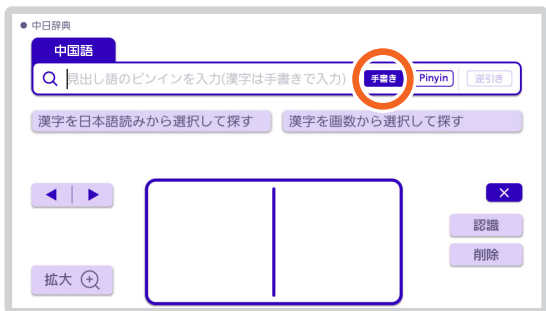 ● 中日辞典
中国語
見出し語のピンインを入力(漢字は手書きで入力) 手書き Pinyin 逆引き
漢字を日本語読みから選択して探す 漢字を画数から選択して探す
認識
削除
拡大